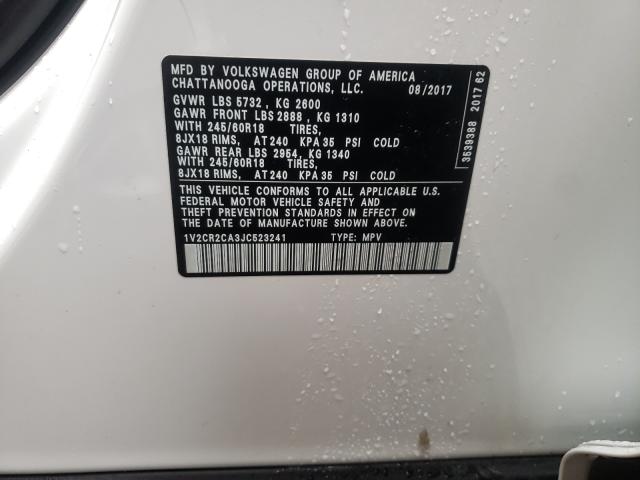 MFD BY VOLKSWAGEN GROUP OF AMERICA
CHATTANOOGA OPERATIONS, LLC. 08/2017
GVWR LBS 5732 , KG 2600
GAWR FRONT LBS 2888 , KG 1310
WITH 245/60R18 TIRES,
8JX18 RIMS, AT 240 KPA 35 PSI COLD
GAWR REAR LBS 2954, KG 1340
WITH 245/60R18 TIRES,
8JX18 RIMS, AT 240 KPA 35 PSI COLD
THIS VEHICLE CONFORMS TO ALL APPLICABLE U.S.
FEDERAL MOTOR VEHICLE SAFETY AND
THEFT PREVENTION STANDARDS IN EFFECT ON
THE DATE OF MANUFACTURE SHOWN ABOVE.
1V2CR2CA3JC523241 TYPE: MPV
3539388 2017 62